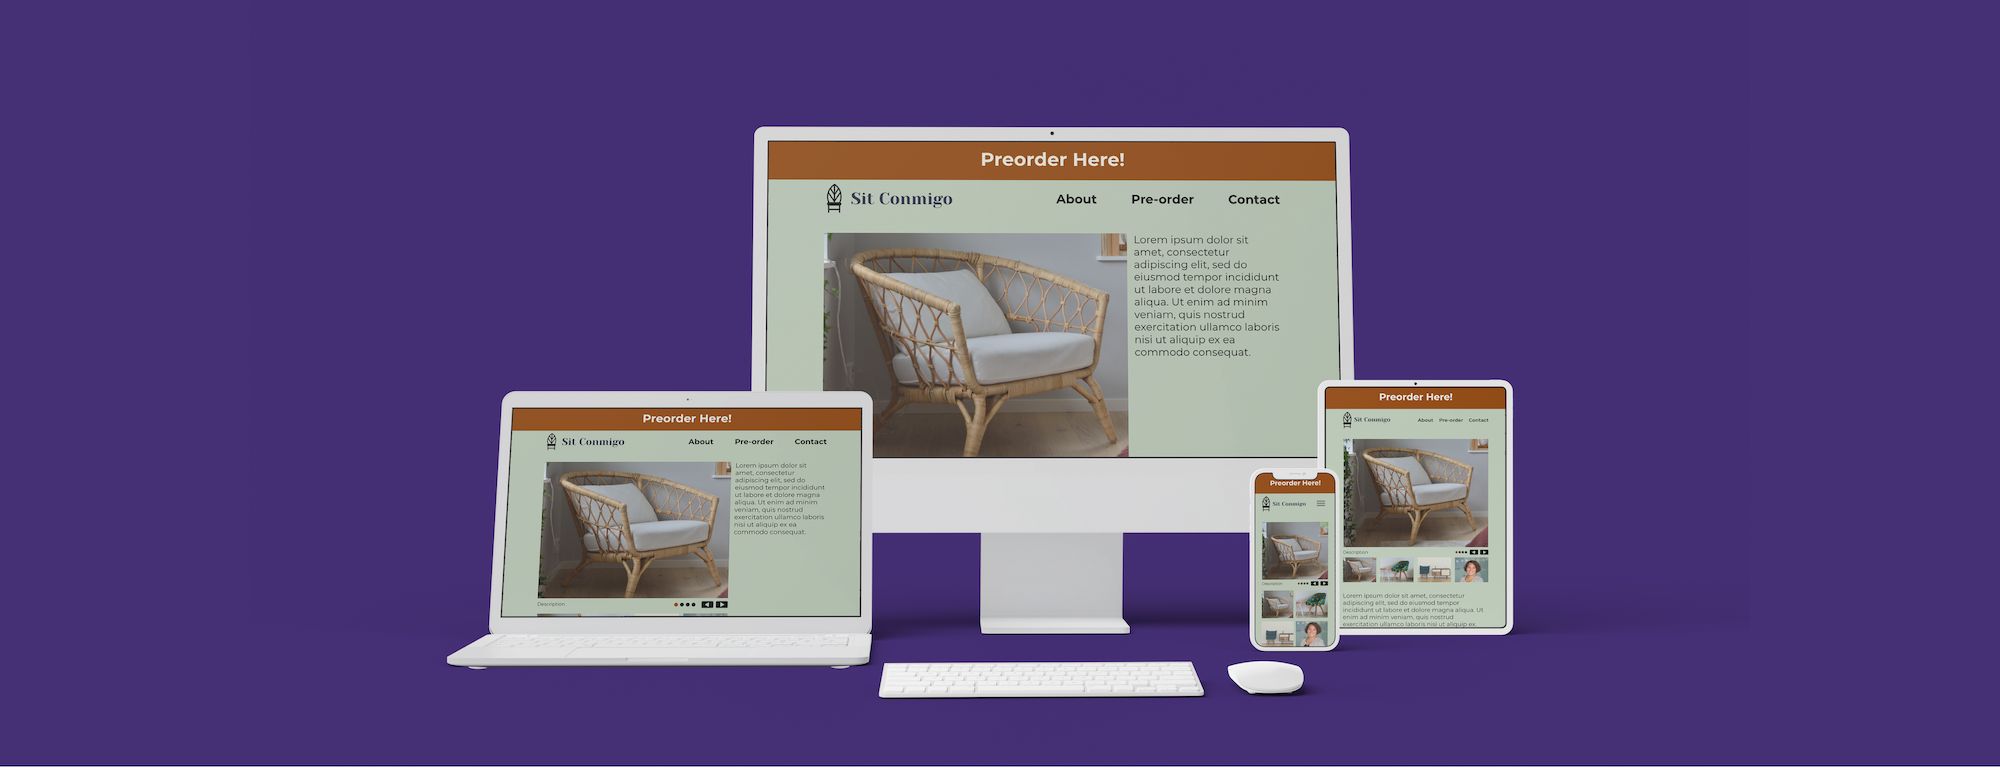 Preorder Here!
Sit Conmigo
About Pre-order Contact
Lorem ipsum dolor sit
amet, consectetur
adipiscing elit, sed do
eiusmod tempor incididunt
ut labore et dolore magna
aliqua. Ut enim ad minim
veniam, quis nostrud
exercitation ullamco laboris
nisi ut aliquip ex ea
commodo consequat.
Preorder Here!
Sit Conmigo
About Pre-order Contact
Lorem ipsum dolor sit
amet, consectetur
adipiscing elit, sed do
eiusmod tempor incididunt
ut labore et dolore magna
aliqua. Ut enim ad minim
veniam, quis nostrud
exercitation ullamco laboris
nisi ut aliquip ex ea
commodo consequat.
Description
Preorder Here!
Sit Conmigo
Description
Preorder Here!
Sit Conmigo
About Pre-order Contact
Description
Lorem ipsum dolor sit amet, consectetur
adipiscing elit, sed do eiusmod tempor
incididunt ut labore et dolore magna aliqua. Ut
enim ad minim veniam, quis nostrud exercitation
ullamco laboris nisi ut aliquip ex